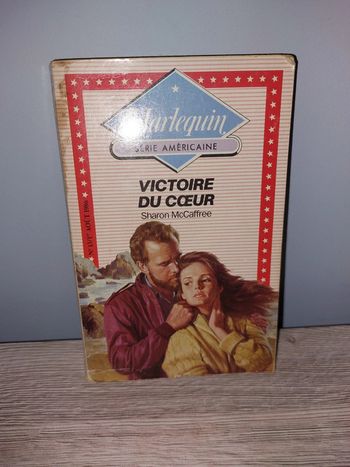 Harlequin
SÉRIE AMÉRICAINE
VICTOIRE
DU CŒUR
Sharon McCaffree